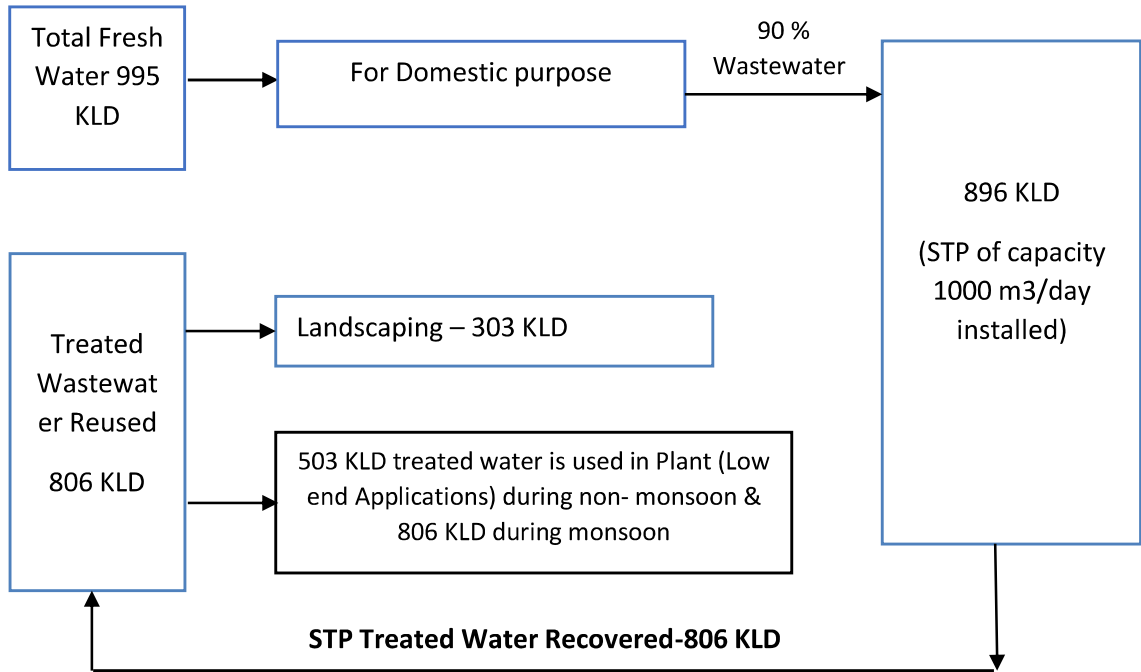 Total Fresh
Water 995
KLD
For Domestic purpose
90 %
Wastewater
896 KLD
(STP of capacity
1000 m3/day
installed)
Treated
Wastewat
er Reused
806 KLD
Landscaping – 303 KLD
503 KLD treated water is used in Plant (Low
end Applications) during non- monsoon &
806 KLD during monsoon
STP Treated Water Recovered-806 KLD